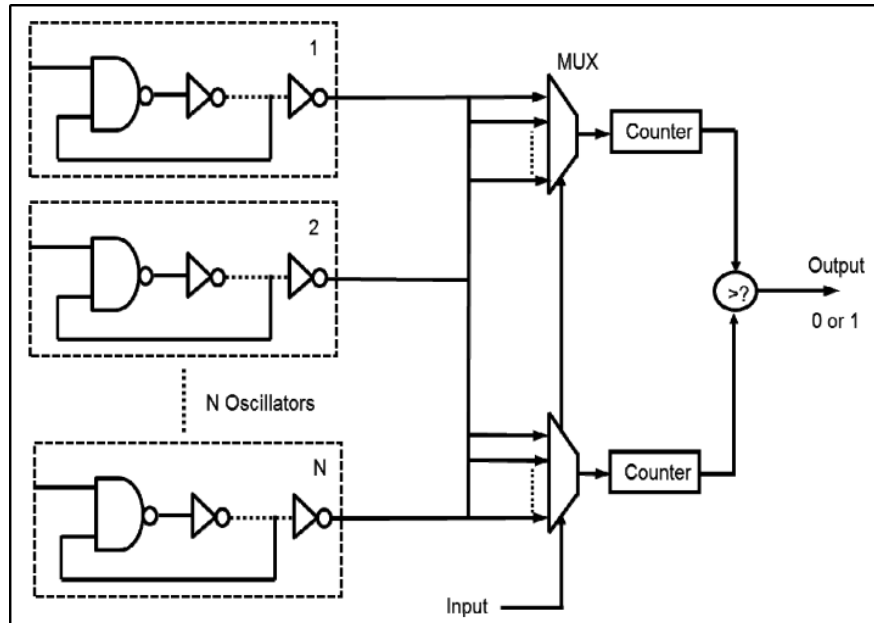 1
MUX
Counter
2
>?
Output
0 or 1
N Oscillators
N
Counter
Input